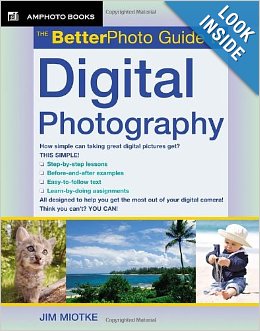 AMPHOTO BOOKS
LOOK
INSIDE!
THE BetterPhoto Guide
Digital
Photography
How simple can taking great digital pictures get?
THIS SIMPLE!
Step-by-step lessons
Before-and-after examples
Easy-to-follow text
Learn-by-doing assignments
All designed to help you get the most out of your digital camera!
Think you can't? YOU CAN!
JIM MIOTKE
Copyrighted Material